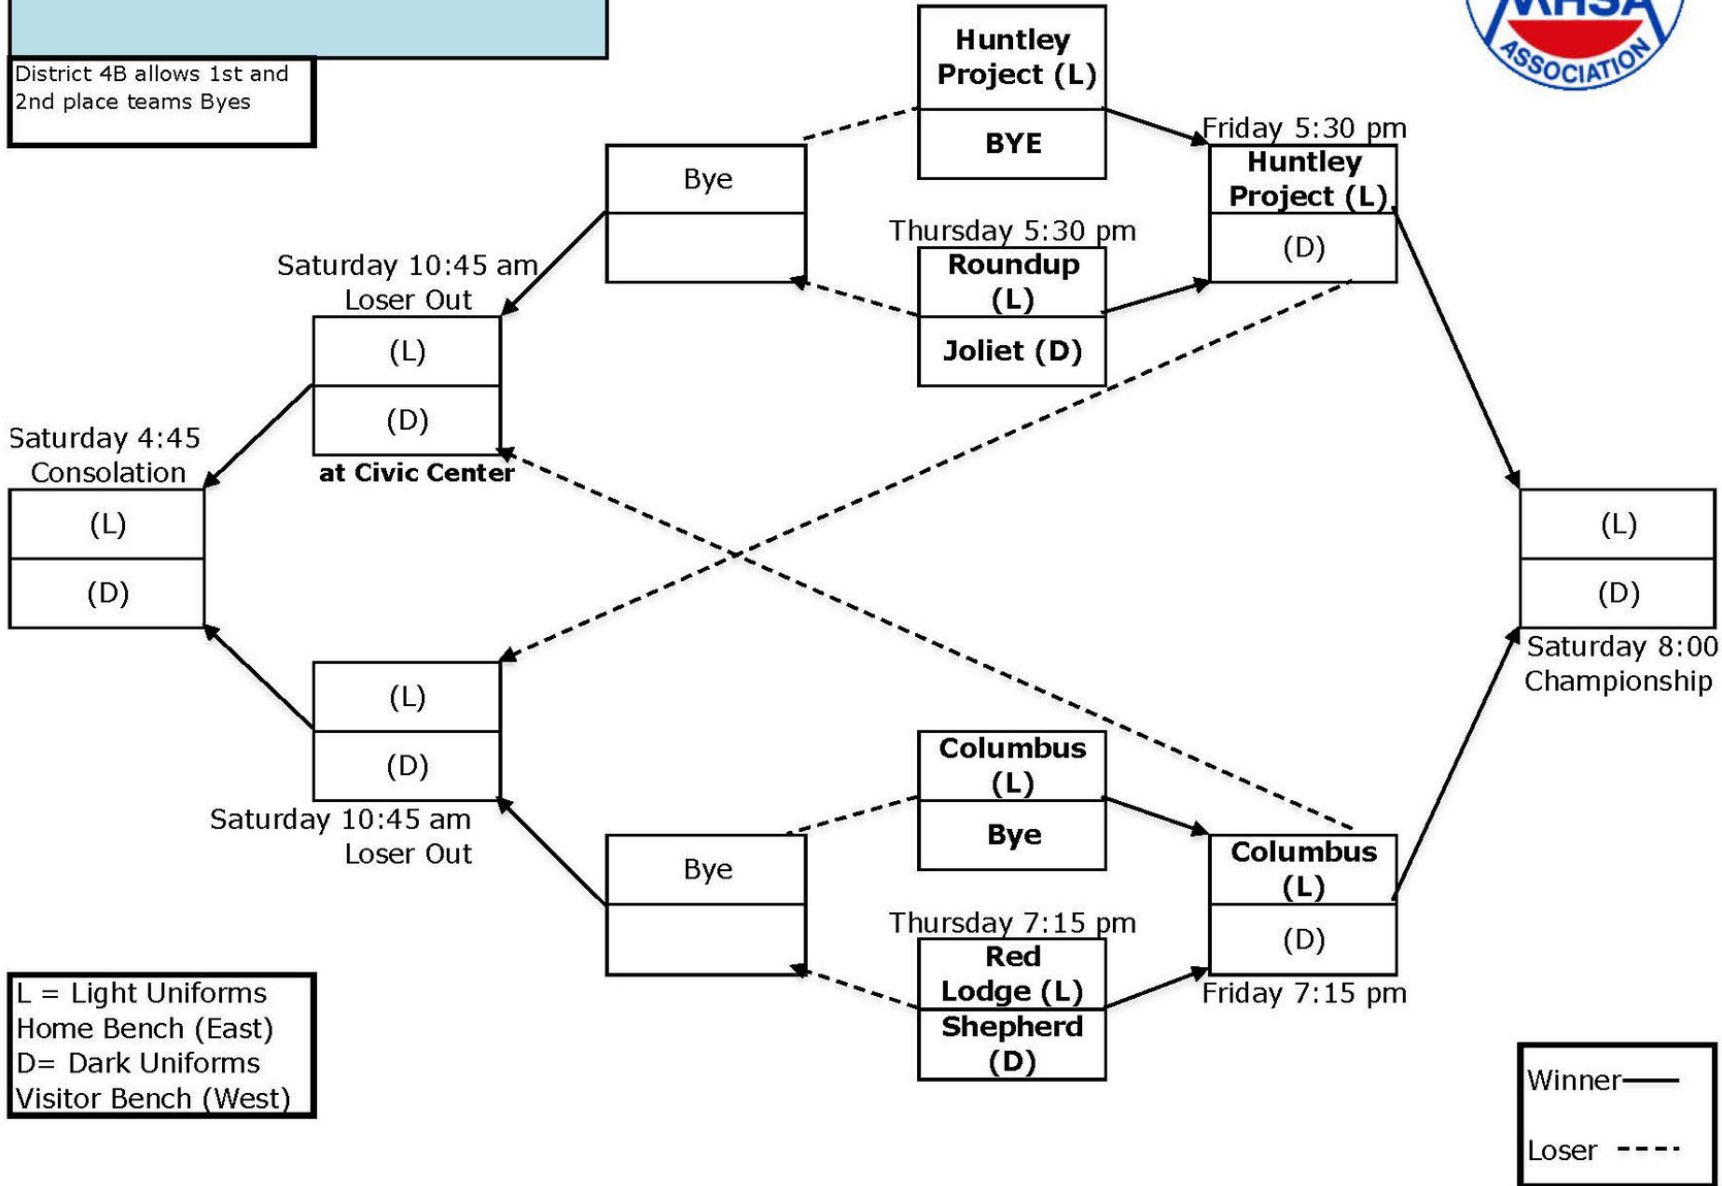 MHSA
ASSOCIATION
District 4B allows 1st and
2nd place teams Byes
Huntley
Project (L)
BYE
Friday 5:30 pm
Huntley
Project (L)
(D)
Bye
Thursday 5:30 pm
Roundup
(L)
Joliet (D)
Saturday 10:45 am
Loser Out
(L)
(D)
at Civic Center
Saturday 4:45
Consolation
(L)
(D)
(L)
(D)
Saturday 8:00
Championship
(L)
(D)
Saturday 10:45 am
Loser Out
Columbus
(L)
Bye
Bye
Columbus
(L)
(D)
Friday 7:15 pm
Thursday 7:15 pm
Red
Lodge (L)
Shepherd
(D)
L = Light Uniforms
Home Bench (East)
D= Dark Uniforms
Visitor Bench (West)
Winner
Loser